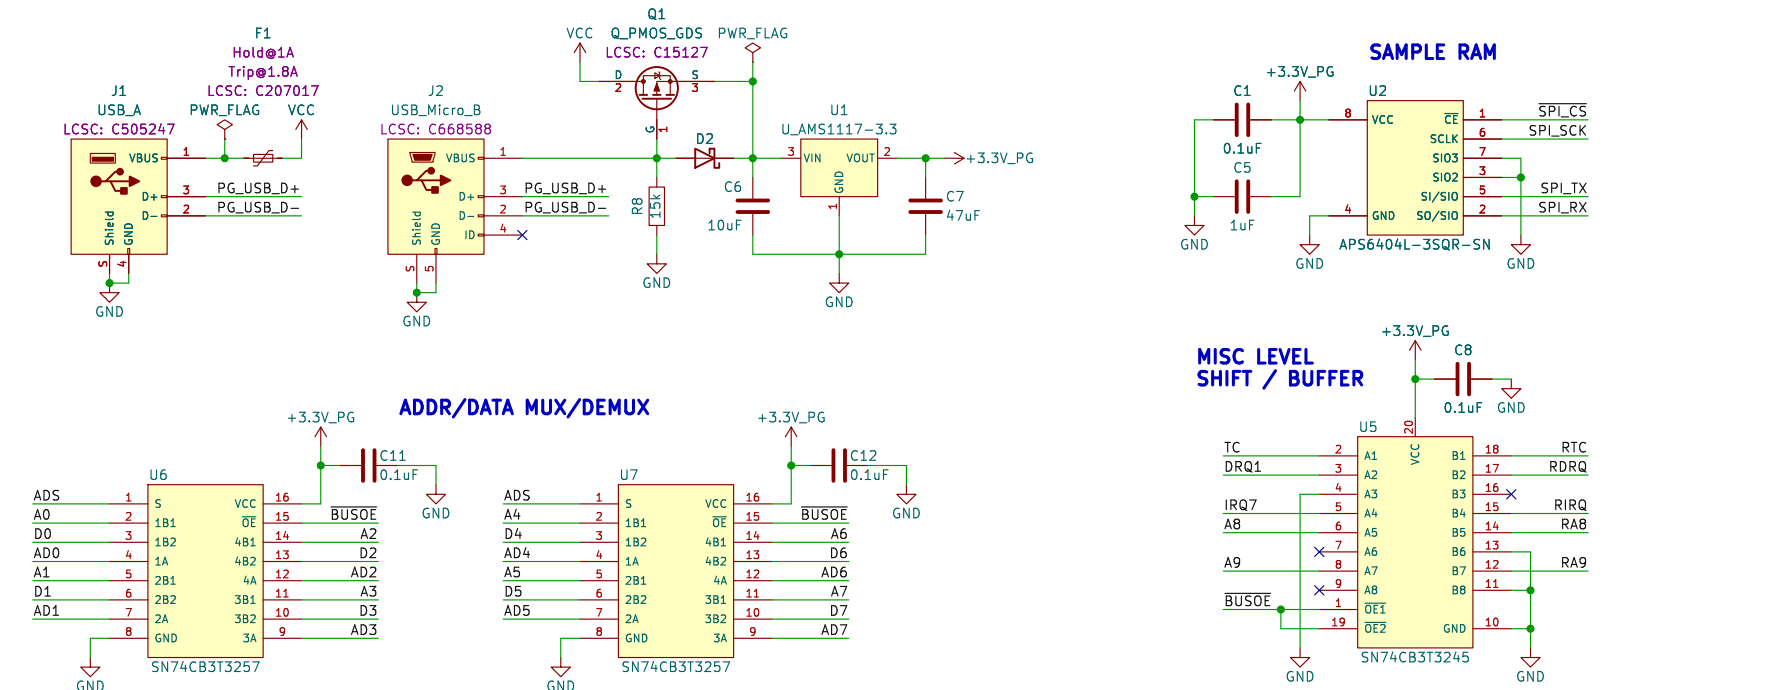 F1
Hold@1A
Trip@1.8A
LCSC: C207017
PWR_FLAG
VCC
J1
USB_A
LCSC: C505247
VBUS 1
D+ 3 PG_USB_D+
D- 2 PG_USB_D-
Shield
GND
S
4
GND
J2
USB_Micro_B
LCSC: C668588
VBUS 1
D+ 3 PG_USB_D+
D- 2 PG_USB_D-
ID 4
Shield
GND
S
5
GND
Q1
Q_PMOS_GDS
LCSC: C15127
VCC
PWR_FLAG
D
2
S
3
G
1
D2
R8
15k
GND
C6
10uF
U1
U_AMS1117-3.3
3 VIN VOUT 2
GND
1
+3.3V_PG
C7
47uF
GND
SAMPLE RAM
+3.3V_PG
C1
0.1uF
C5
1uF
GND
U2
8 VCC CE 1 SPI_CS
SCLK 6 SPI_SCK
SIO3 7
SIO2 3
SI/SIO 5 SPI_TX
4 GND SO/SIO 2 SPI_RX
APS6404L-3SQR-SN
GND
GND
ADDR/DATA MUX/DEMUX
+3.3V_PG
C11
0.1uF
GND
U6
ADS 1 S VCC 16
A0 2 1B1 OE 15 BUSOE
D0 3 1B2 4B1 14 A2
AD0 4 1A 4B2 13 D2
A1 5 2B1 4A 12 AD2
D1 6 2B2 3B1 11 A3
AD1 7 2A 3B2 10 D3
8 GND 3A 9 AD3
SN74CB3T3257
GND
+3.3V_PG
C12
0.1uF
GND
U7
ADS 1 S VCC 16
A4 2 1B1 OE 15 BUSOE
D4 3 1B2 4B1 14 A6
AD4 4 1A 4B2 13 D6
A5 5 2B1 4A 12 AD6
D5 6 2B2 3B1 11 A7
AD5 7 2A 3B2 10 D7
8 GND 3A 9 AD7
SN74CB3T3257
GND
MISC LEVEL
SHIFT / BUFFER
+3.3V_PG
C8
0.1uF
GND
U5
20
VCC
TC 2 A1 B1 18 RTC
DRQ1 3 A2 B2 17 RDRQ
4 A3 B3 16
IRQ7 5 A4 B4 15 RIRQ
A8 6 A5 B5 14 RA8
7 A6 B6 13
A9 8 A7 B7 12 RA9
9 A8 B8 11
BUSOE 1 OE1
19 OE2 GND 10
SN74CB3T3245
GND
GND